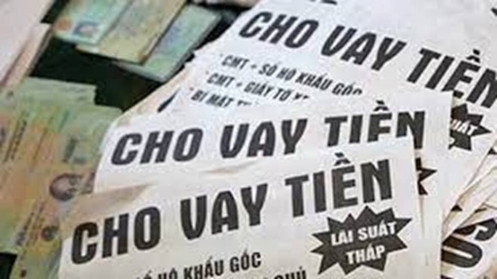 CHO VAY TIỀN
• CMT + SỔ HỘ KHẨU GỐC
• CMT + GIẤY TỜ X
• BÍ MẬT
SUẤT
CHO VAY TIỀN
CHO VAY TIỀN
LÃI SUẤT
THẤP
SỔ HỘ KHẨU GỐC